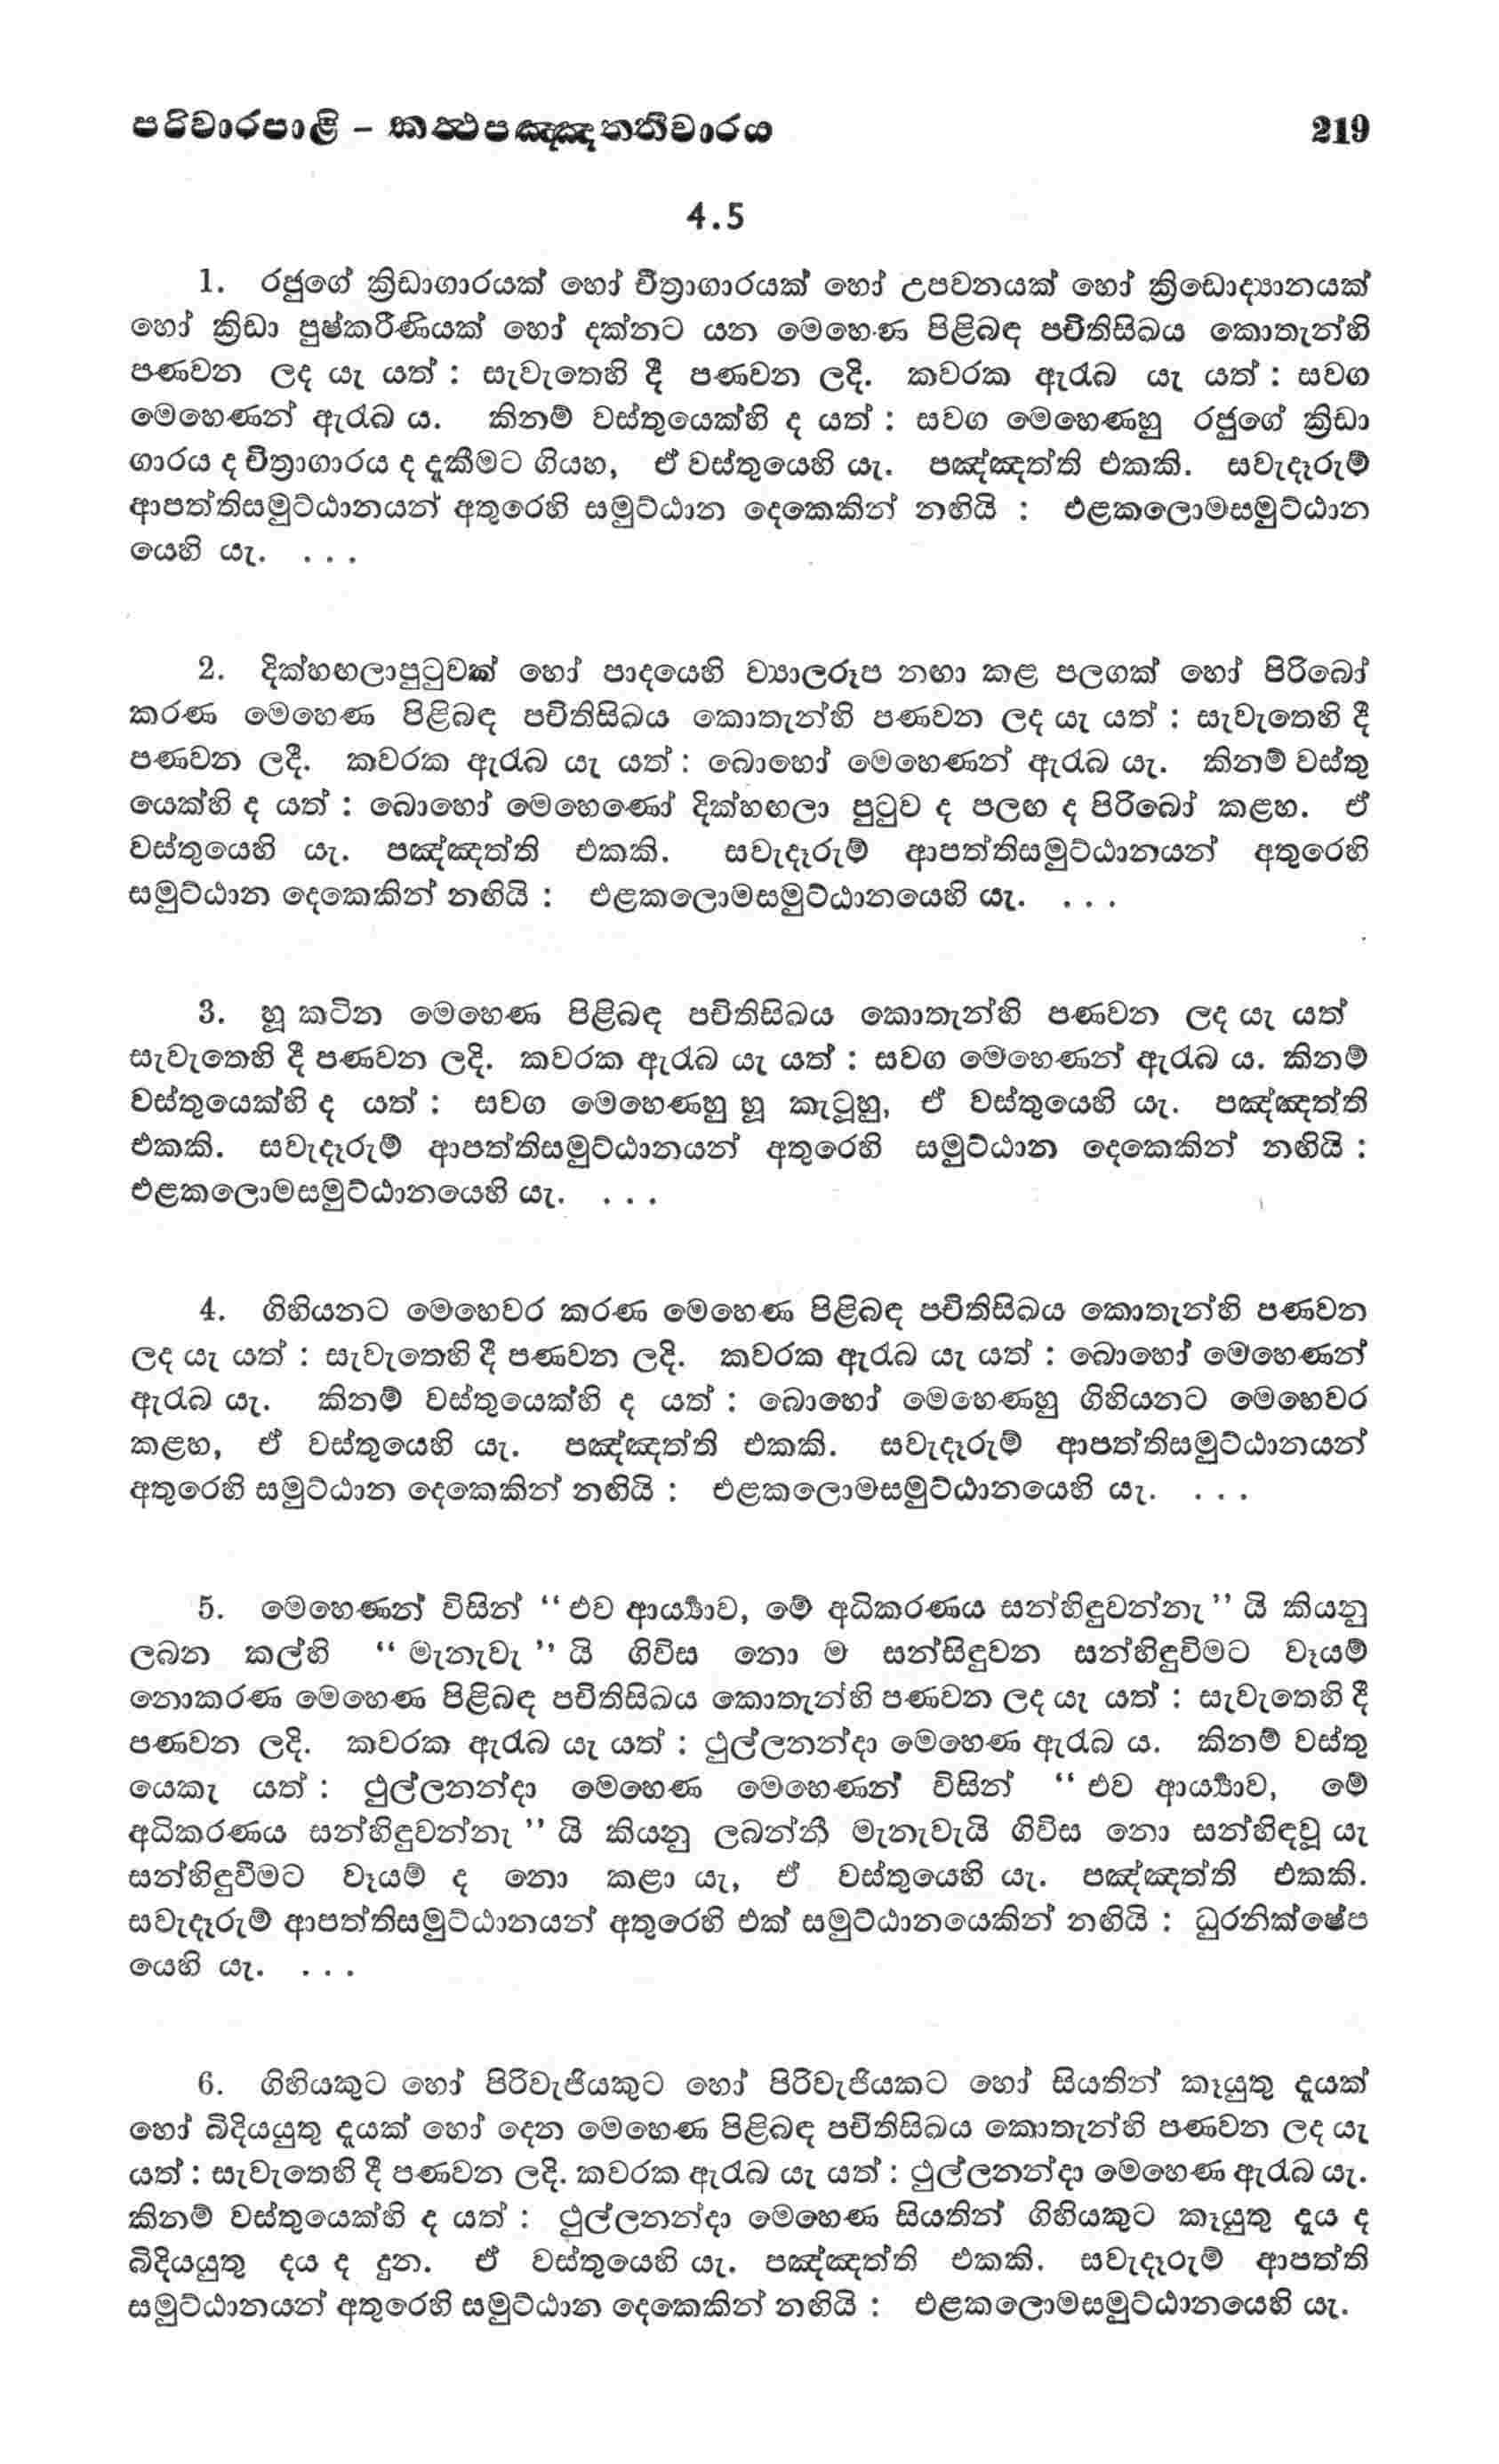 පරිවාරපාළි – කත්‍ථපඤ්ඤත්තිවාරය 219
4.5
1. රජුගේ ක්‍රිඩාගාරයක් හෝ චිත්‍රාගාරයක් හෝ උපවනයක් හෝ ක්‍රිඩොද්‍යානයක්
හෝ ක්‍රිඩා පුෂ්කරිණියක් හෝ දක්නට යන මෙහෙණ පිළිබඳ පචිතිසිඛය කොතැන්හි
පණවන ලද යැ යත් : සැවැතෙහි දී පණවන ලදි. කවරක ඇරැබ යැ යත් : සවග
මෙහෙණන් ඇරැබ ය. කිනම් වස්තුයෙක්හි ද යත් : සවග මෙහෙණහු රජුගේ ක්‍රිඩා
ගාරය ද චිත්‍රාගාරය ද දැකීමට ගියහ, ඒ වස්තුයෙහි යැ. පඤ්ඤත්ති එකකි. සවැදෑරුම්
ආපත්තිසමුට්ඨානයන් අතුරෙහි සමුට්ඨාන දෙකෙකින් නඟියි : එළකලොමසමුට්ඨාන
යෙහි යැ. . . .
2. දික්හඟලාපුටුවක් හෝ පාදයෙහි ව්‍යාලරූප නඟා කළ පලගක් හෝ පිරිබෝ
කරණ මෙහෙණ පිළිබඳ පචිතිසිඛය කොතැන්හි පණවන ලද යැ යත් : සැවැතෙහි දී
පණවන ලදී. කවරක ඇරැබ යැ යත් : බොහෝ මෙහෙණන් ඇරැබ යැ. කිනම් වස්තු
යෙක්හි ද යත් : බොහෝ මෙහෙණෝ දික්හඟලා පුටුව ද පලඟ ද පිරිබෝ කළහ. ඒ
වස්තුයෙහි යැ. පඤ්ඤත්ති එකකි. සවැදෑරුම් ආපත්තිසමුට්ඨානයන් අතුරෙහි
සමුට්ඨාන දෙකෙකින් නඟියි : එළකලොමසමුට්ඨානයෙහි යැ. . . .
3. හූ කටින මෙහෙණ පිළිබඳ පචිතිසිඛය කොතැන්හි පණවන ලද යැ යත්
සැවැතෙහි දී පණවන ලදි. කවරක ඇරැබ යැ යත් : සවග මෙහෙණන් ඇරැබ ය. කිනම්
වස්තුයෙක්හි ද යත් : සවග මෙහෙණහු හූ කැටූහු, ඒ වස්තුයෙහි යැ. පඤ්ඤත්ති
එකකි. සවැදෑරුම් ආපත්තිසමුට්ඨානයන් අතුරෙහි සමුට්ඨාන දෙකෙකින් නඟියි :
එළකලොමසමුට්ඨානයෙහි යැ. . . .
4. ගිහියනට මෙහෙවර කරණ මෙහෙණ පිළිබඳ පචිතිසිඛය කොතැන්හි පණවන
ලද යැ යත් : සැවැතෙහි දී පණවන ලදි. කවරක ඇරැබ යැ යත් : බොහෝ මෙහෙණන්
ඇරැබ යැ. කිනම් වස්තුයෙක්හි ද යත් : බොහෝ මෙහෙණහු ගිහියනට මෙහෙවර
කළහ, ඒ වස්තුයෙහි යැ. පඤ්ඤත්ති එකකි. සවැදෑරුම් ආපත්තිසමුට්ඨානයන්
අතුරෙහි සමුට්ඨාන දෙකෙකින් නඟියි : එළකලොමසමුට්ඨානයෙහි යැ. . . .
5. මෙහෙණන් විසින් “එව ආර්‍ය්‍යාව, මේ අධිකරණය සන්හිඳුවන්නැ” යි කියනු
ලබන කල්හි “මැනැවැ” යි ගිවිස නො ම සන්සිඳුවන සන්හිඳුවිමට වෑයම්
නොකරණ මෙහෙණ පිළිබඳ පචිතිසිඛය කොතැන්හි පණවන ලද යැ යත් : සැවැතෙහි දී
පණවන ලදි. කවරක ඇරැබ යැ යත් : ථුල්ලනන්දා මෙහෙණ ඇරැබ ය. කිනම් වස්තු
යෙකැ යත් : ථුල්ලනන්දා මෙහෙණ මෙහෙණන් විසින් “එව ආර්‍ය්‍යාව, මේ
අධිකරණය සන්හිඳුවන්නැ” යි කියනු ලබන්නී මැනැවැයි ගිවිස නො සන්හිඳවූ යැ
සන්හිඳුවීමට වෑයම් ද නො කළා යැ, ඒ වස්තුයෙහි යැ. පඤ්ඤත්ති එකකි.
සවැදෑරුම් ආපත්තිසමුට්ඨානයන් අතුරෙහි එක් සමුට්ඨානයෙකින් නඟියි : ධුරනික්ෂේප
යෙහි යැ. . . .
6. ගිහියකුට හෝ පිරිවැජියකුට හෝ පිරිවැජියකට හෝ සියතින් කෑයුතු දෑයක්
හෝ බිදියයුතු දෑයක් හෝ දෙන මෙහෙණ පිළිබඳ පචිතිසිඛය කොතැන්හි පණවන ලද යැ
යත් : සැවැතෙහි දී පණවන ලදි. කවරක ඇරැබ යැ යත් : ථුල්ලනන්දා මෙහෙණ ඇරැබ යැ.
කිනම් වස්තුයෙක්හි ද යත් : ථුල්ලනන්දා මෙහෙණ සියතින් ගිහියකුට කෑයුතු දෑය ද
බිදියයුතු දය ද දුන. ඒ වස්තුයෙහි යැ. පඤ්ඤත්ති එකකි. සවැදෑරුම් ආපත්ති
සමුට්ඨානයන් අතුරෙහි සමුට්ඨාන දෙකෙකින් නඟියි : එළකලොමසමුට්ඨානයෙහි යැ.